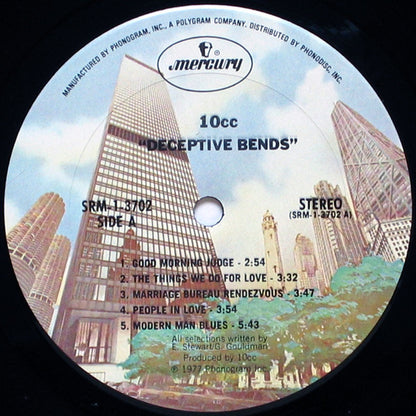 MANUFACTURED BY PHONOGRAM, INC., A POLYGRAM COMPANY. DISTRIBUTED BY PHONODISC, INC.
mercury
10cc
"DECEPTIVE BENDS"
SRM-1-3702
SIDE A
STEREO
(SRM-1-3702 A)
1. GOOD MORNING JUDGE - 2:54
2. THE THINGS WE DO FOR LOVE - 3:32
3. MARRIAGE BUREAU RENDEZVOUS - 3:47
4. PEOPLE IN LOVE - 3:54
5. MODERN MAN BLUES - 5:43
All selections written by
E. Stewart/G. Gouldman
Produced by 10cc
℗ 1977 Phonogram Inc.